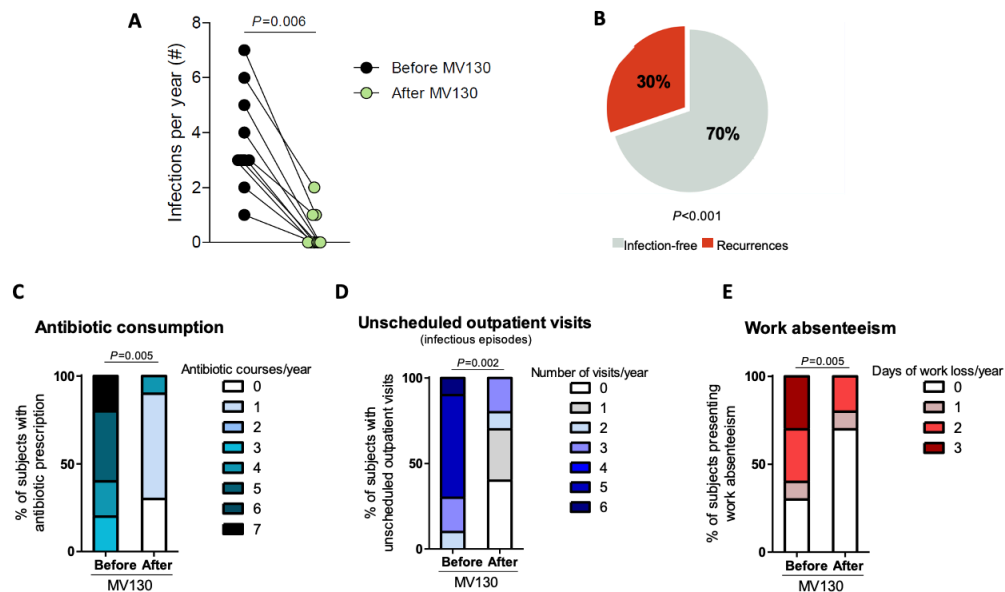 A
P=0.006
Infections per year (#)
8
6
4
2
0
Before MV130
After MV130
B
30%
70%
P<0.001
Infection-free Recurrences
C
Antibiotic consumption
P=0.005
% of subjects with
antibiotic prescription
100
50
0
Before After
MV130
Antibiotic courses/year
0
1
2
3
4
5
6
7
D
Unscheduled outpatient visits
(infectious episodes)
P=0.002
% of subjects with
unscheduled outpatient visits
100
50
0
Before After
MV130
Number of visits/year
0
1
2
3
4
5
6
E
Work absenteeism
P=0.005
% of subjects presenting
work absenteeism
100
50
0
Before After
MV130
Days of work loss/year
0
1
2
3